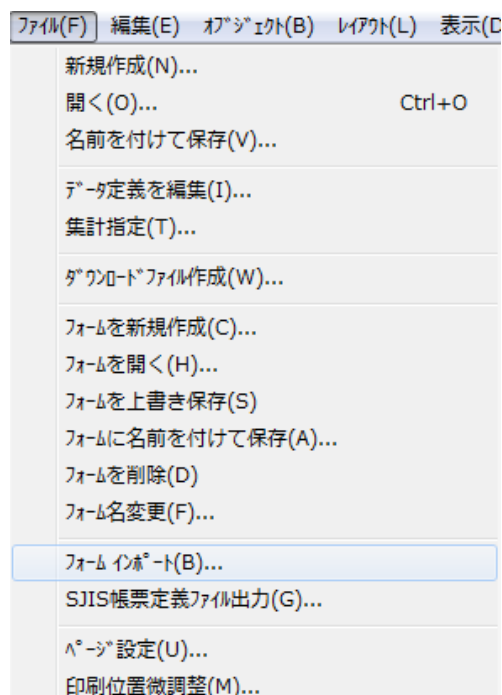 ﾌｧｲﾙ(F) 編集(E) ｵﾌﾞｼﾞｪｸﾄ(B) ﾚｲｱｳﾄ(L) 表示(D
新規作成(N)...
開く(O)... Ctrl+O
名前を付けて保存(V)...
ﾃﾞｰﾀ定義を編集(I)...
集計指定(T)...
ﾀﾞｳﾝﾛｰﾄﾞﾌｧｲﾙ作成(W)...
ﾌｫｰﾑを新規作成(C)...
ﾌｫｰﾑを開く(H)...
ﾌｫｰﾑを上書き保存(S)
ﾌｫｰﾑに名前を付けて保存(A)...
ﾌｫｰﾑを削除(D)
ﾌｫｰﾑ名変更(F)...
ﾌｫｰﾑ ｲﾝﾎﾟｰﾄ(B)...
SJIS帳票定義ﾌｧｲﾙ出力(G)...
ﾍﾟｰｼﾞ設定(U)...
印刷位置微調整(M)...